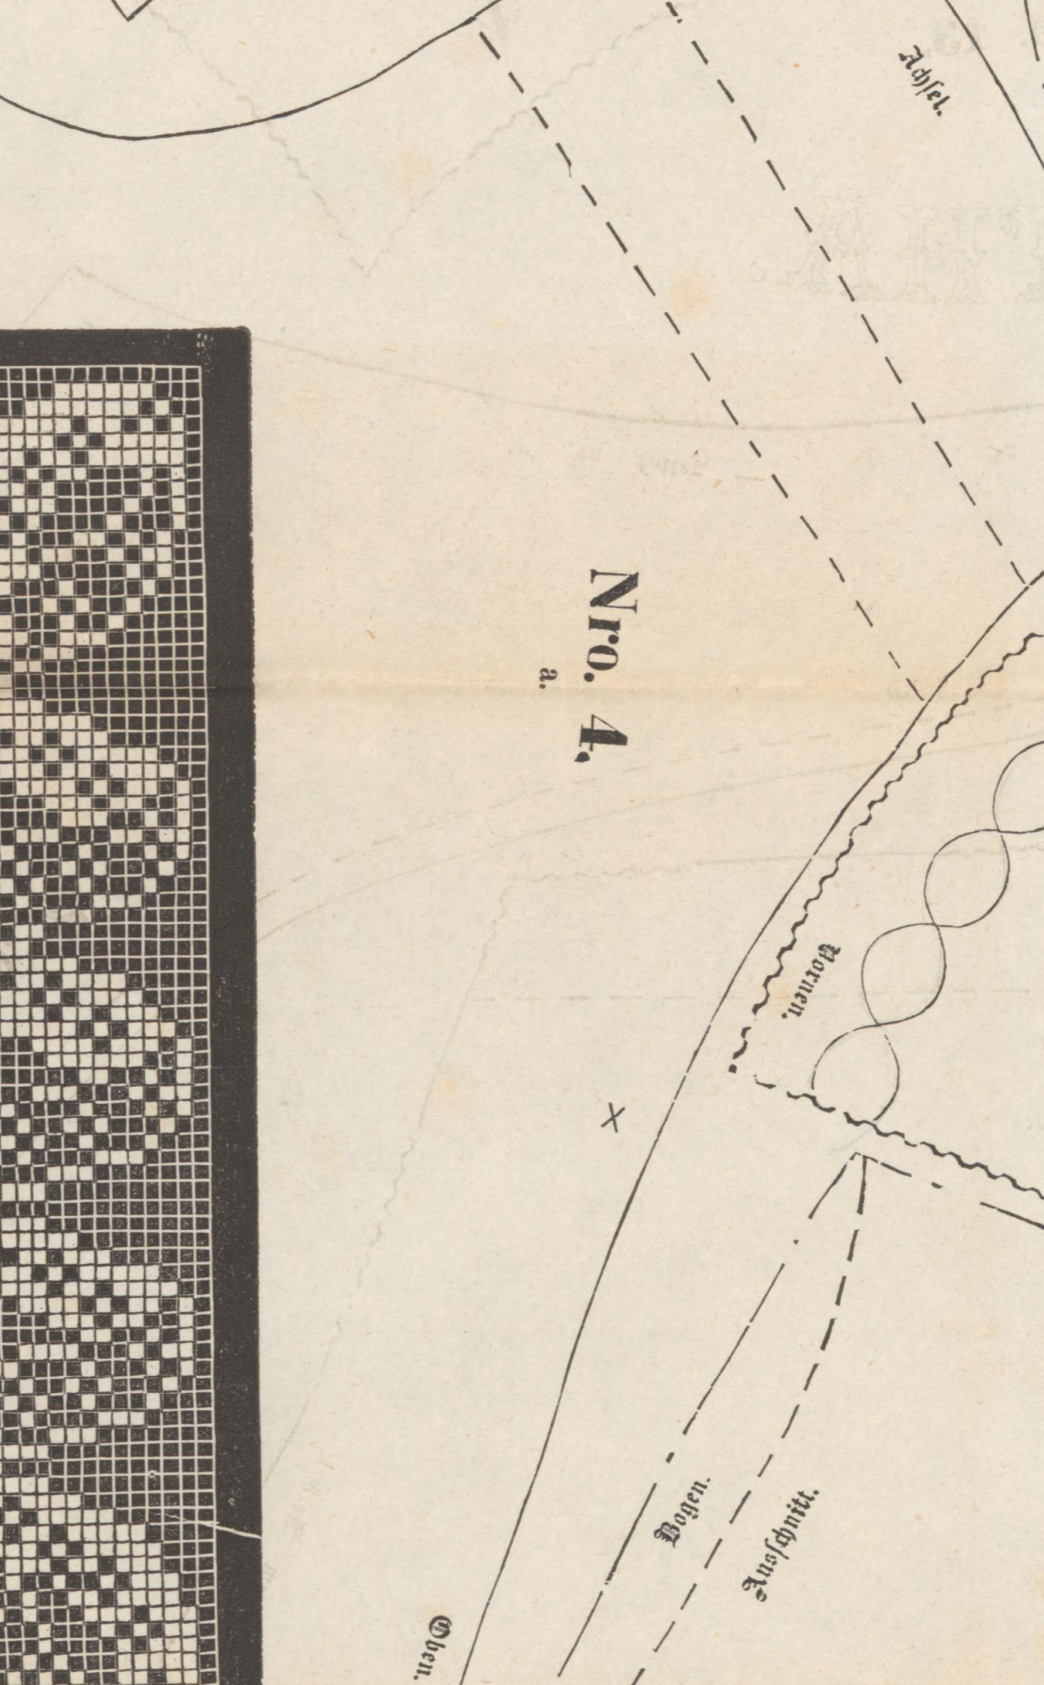 Achsel.
Nro. 4.
a.
Vornen.
Bogen.
Ausschnitt.
Oben.